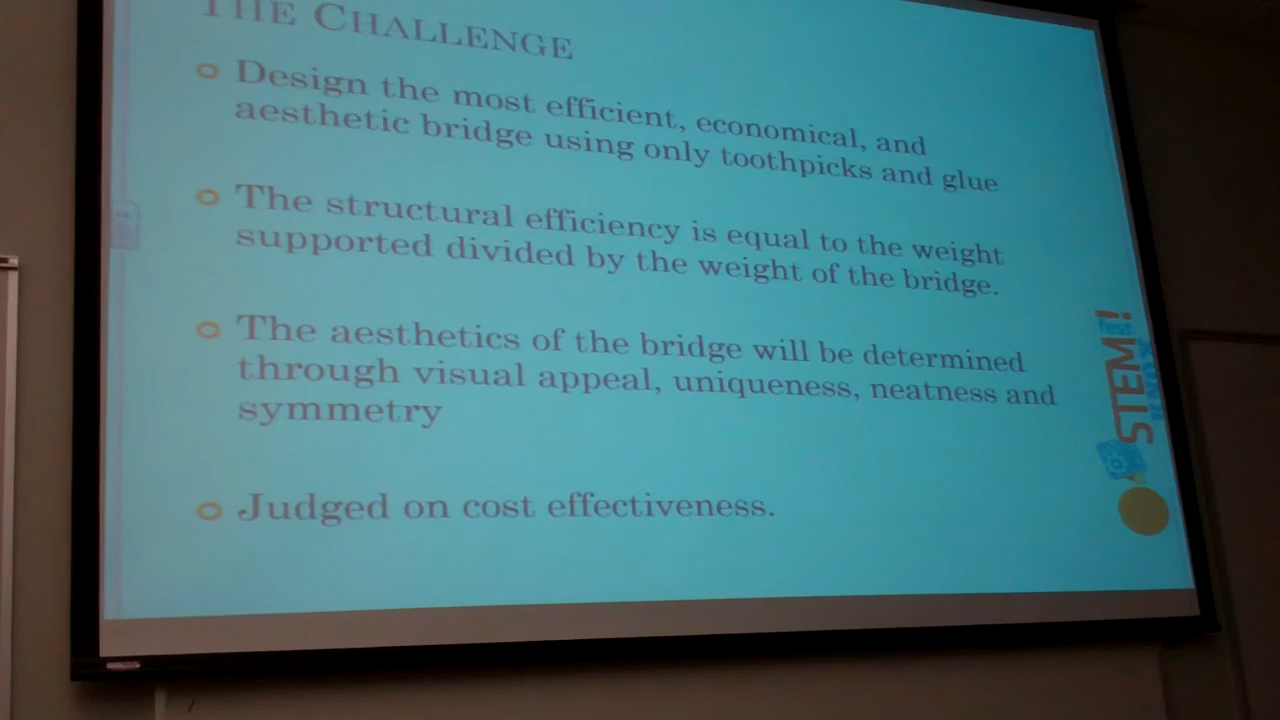 THE CHALLENGE
Design the most efficient, economical, and
aesthetic bridge using only toothpicks and glue
The structural efficiency is equal to the weight
supported divided by the weight of the bridge.
The aesthetics of the bridge will be determined
through visual appeal, uniqueness, neatness and
symmetry
Judged on cost effectiveness.
STEM
fest!